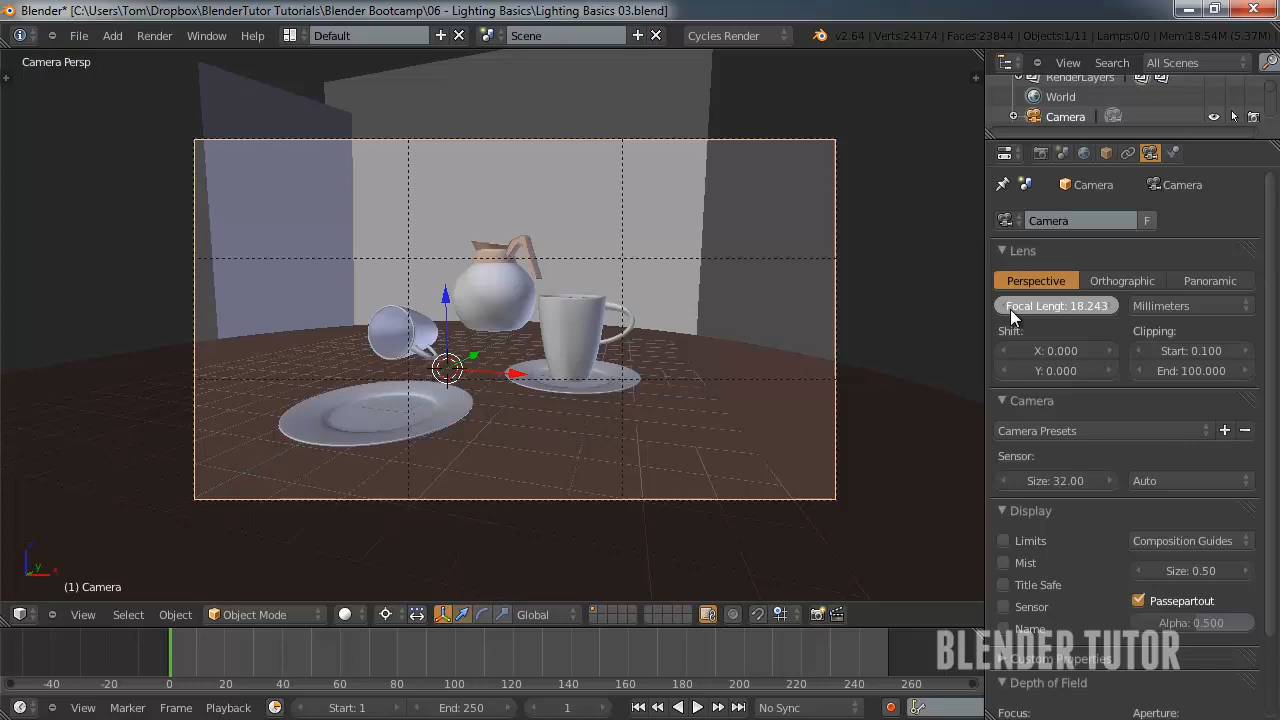 Blender* [C:\Users\Tom\Dropbox\BlenderTutor Tutorials\Blender Bootcamp\06 - Lighting Basics\Lighting Basics 03.blend]
File Add Render Window Help Default Scene Cycles Render v2.64 | Verts:24174 | Faces:23844 | Objects:1/11 | Lamps:0/0 | Mem:18.54M (5.37M) |
Camera Persp
View Search All Scenes
RenderLayers
World
Camera
Camera Camera
Camera F
Lens
Perspective Orthographic Panoramic
Focal Lengt: 18.243 Millimeters
Shift: Clipping:
X: 0.000 Start: 0.100
Y: 0.000 End: 100.000
Camera
Camera Presets
Sensor:
Size: 32.00 Auto
Display
Limits Composition Guides
Mist Size: 0.50
Title Safe
Sensor Passepartout
Name Alpha: 0.500
Custom Properties
Depth of Field
Focus: Aperture:
BLENDER TUTOR
z
y x
(1) Camera
View Select Object Object Mode Global
-40 -20 0 20 40 60 80 100 120 140 160 180 200 220 240 260
View Marker Frame Playback Start: 1 End: 250 1 No Sync